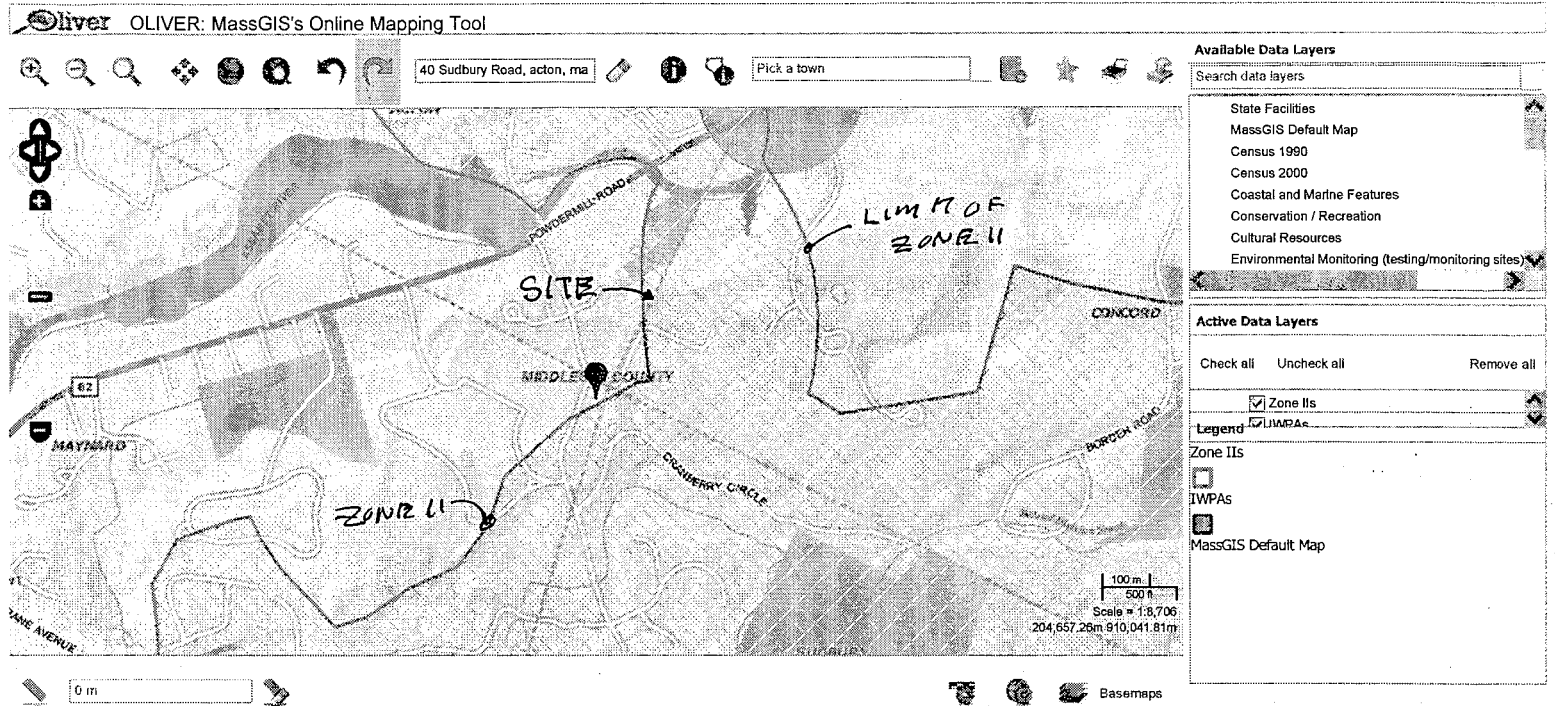 Oliver OLIVER: MassGIS's Online Mapping Tool
40 Sudbury Road, acton, ma
Pick a town
Available Data Layers
Search data layers
State Facilities
MassGIS Default Map
Census 1990
Census 2000
Coastal and Marine Features
Conservation / Recreation
Cultural Resources
Environmental Monitoring (testing/monitoring sites)
Active Data Layers
Check all Uncheck all Remove all
Zone IIs
IWPAs
Legend
Zone IIs
IWPAs
MassGIS Default Map
POWDERMILL ROAD
LIMIT OF
ZONE II
SITE
CONCORD
MIDDLESEX COUNTY
62
MAYNARD
BORDER ROAD
CRANBERRY CIRCLE
ZONE II
100 m
500 ft
Scale = 1:8,706
204,657.26m 910,041.81m
AVENUE
SUDBURY
0 m
Basemaps